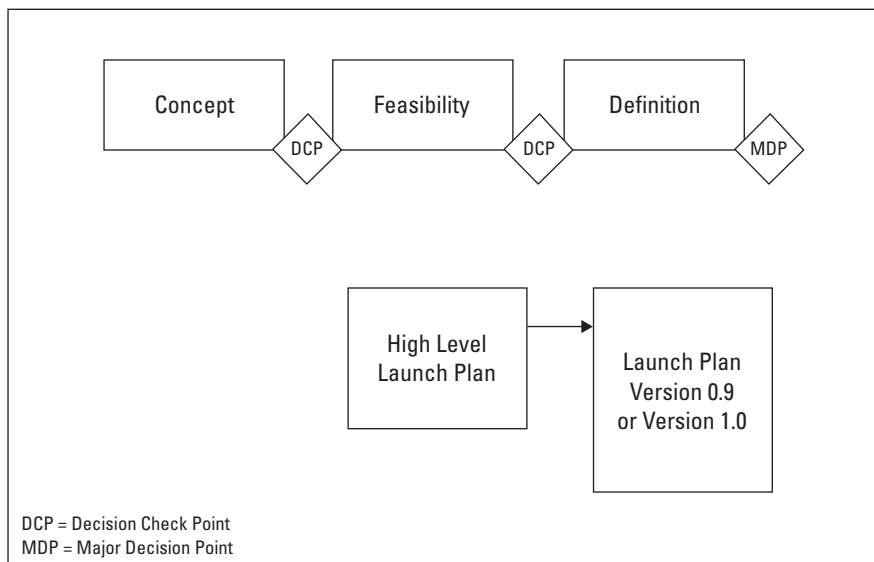 Concept
Feasibility
Definition
DCP
DCP
MDP
High Level
Launch Plan
Launch Plan
Version 0.9
or Version 1.0
DCP = Decision Check Point
MDP = Major Decision Point